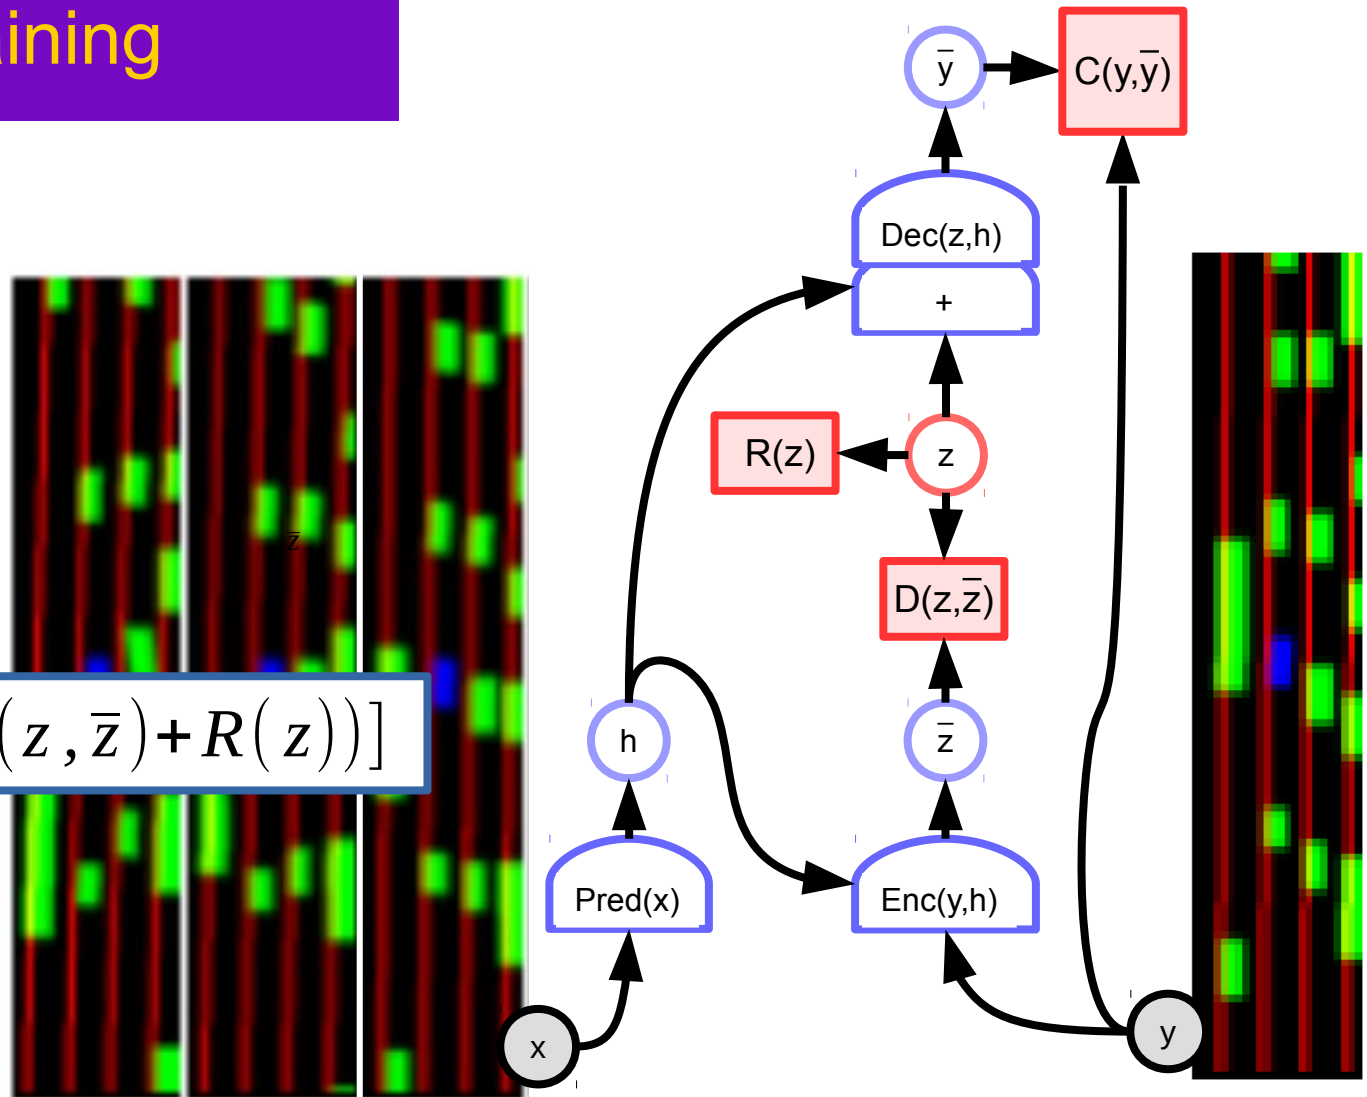 ining
y̅
C(y,y̅)
Dec(z,h)
+
R(z)
z
D(z,z̅)
z̅
(z,z̅)+R(z))]
h
z̅
Pred(x)
Enc(y,h)
x
y